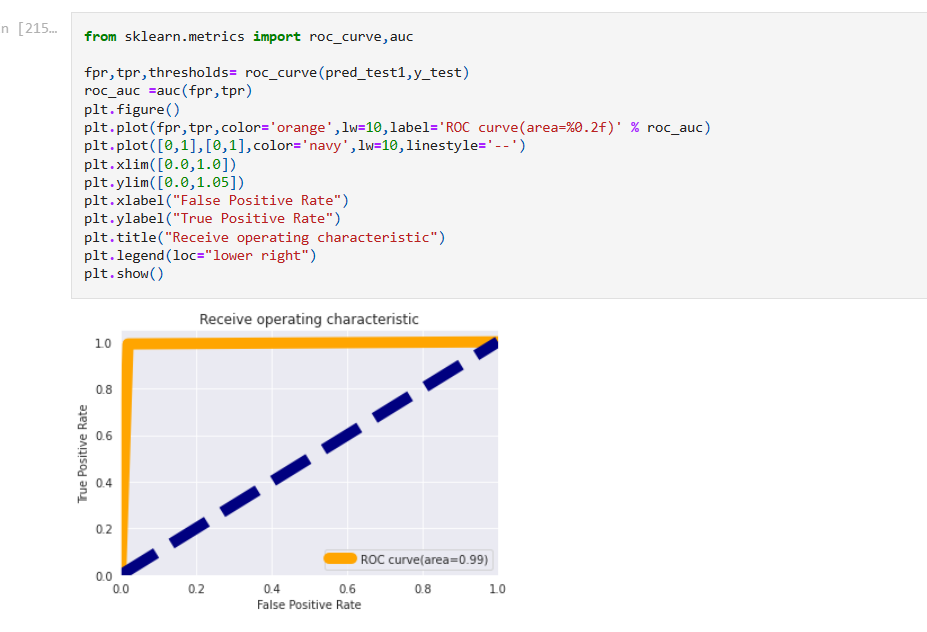 n [215…
from sklearn.metrics import roc_curve,auc
fpr,tpr,thresholds= roc_curve(pred_test1,y_test)
roc_auc =auc(fpr,tpr)
plt.figure()
plt.plot(fpr,tpr,color='orange',lw=10,label='ROC curve(area=%0.2f)' % roc_auc)
plt.plot([0,1],[0,1],color='navy',lw=10,linestyle='--')
plt.xlim([0.0,1.0])
plt.ylim([0.0,1.05])
plt.xlabel("False Positive Rate")
plt.ylabel("True Positive Rate")
plt.title("Receive operating characteristic")
plt.legend(loc="lower right")
plt.show()
Receive operating characteristic
True Positive Rate
1.0
0.8
0.6
0.4
0.2
0.0
ROC curve(area=0.99)
0.0 0.2 0.4 0.6 0.8 1.0
False Positive Rate